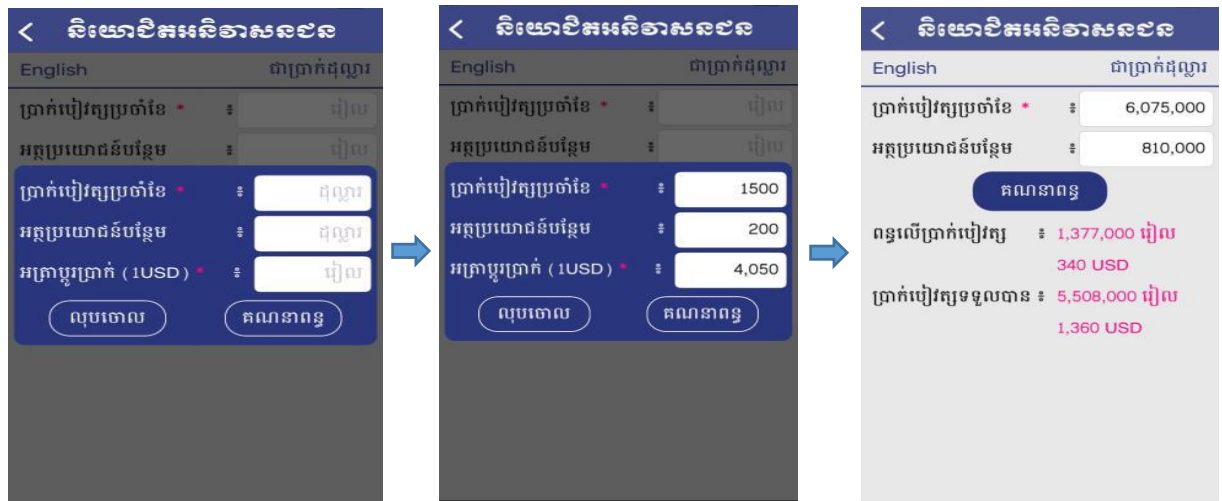 < និយោជិតអនិវាសនជន
English ជាប្រាក់ដុល្លារ
ប្រាក់បៀវត្សប្រចាំខែ * ៖ រៀល
អត្ថប្រយោជន៍បន្ថែម ៖ រៀល
ប្រាក់បៀវត្សប្រចាំខែ * ៖ ដុល្លារ
អត្ថប្រយោជន៍បន្ថែម ៖ ដុល្លារ
អត្រាប្តូរប្រាក់ (1USD) * ៖ រៀល
លុបចោល គណនាពន្ធ
< និយោជិតអនិវាសនជន
English ជាប្រាក់ដុល្លារ
ប្រាក់បៀវត្សប្រចាំខែ * ៖ រៀល
អត្ថប្រយោជន៍បន្ថែម ៖ រៀល
ប្រាក់បៀវត្សប្រចាំខែ * ៖ 1500
អត្ថប្រយោជន៍បន្ថែម ៖ 200
អត្រាប្តូរប្រាក់ (1USD) * ៖ 4,050
លុបចោល គណនាពន្ធ
< និយោជិតអនិវាសនជន
English ជាប្រាក់ដុល្លារ
ប្រាក់បៀវត្សប្រចាំខែ * ៖ 6,075,000
អត្ថប្រយោជន៍បន្ថែម ៖ 810,000
គណនាពន្ធ
ពន្ធលើប្រាក់បៀវត្ស ៖ 1,377,000 រៀល
340 USD
ប្រាក់បៀវត្សទទួលបាន ៖ 5,508,000 រៀល
1,360 USD